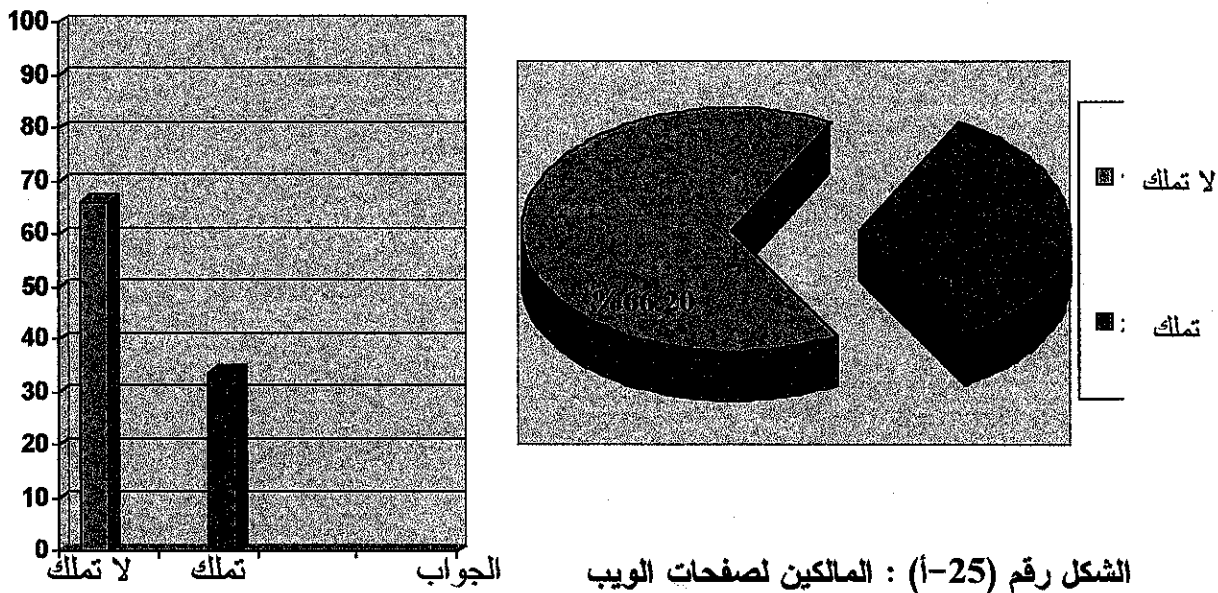 100
90
80
70
60
50
40
30
20
10
0
لا تملك
تملك
الجواب
%66.20
لا تملك
تملك
الشكل رقم (25-أ) : المالكين لصفحات الويب